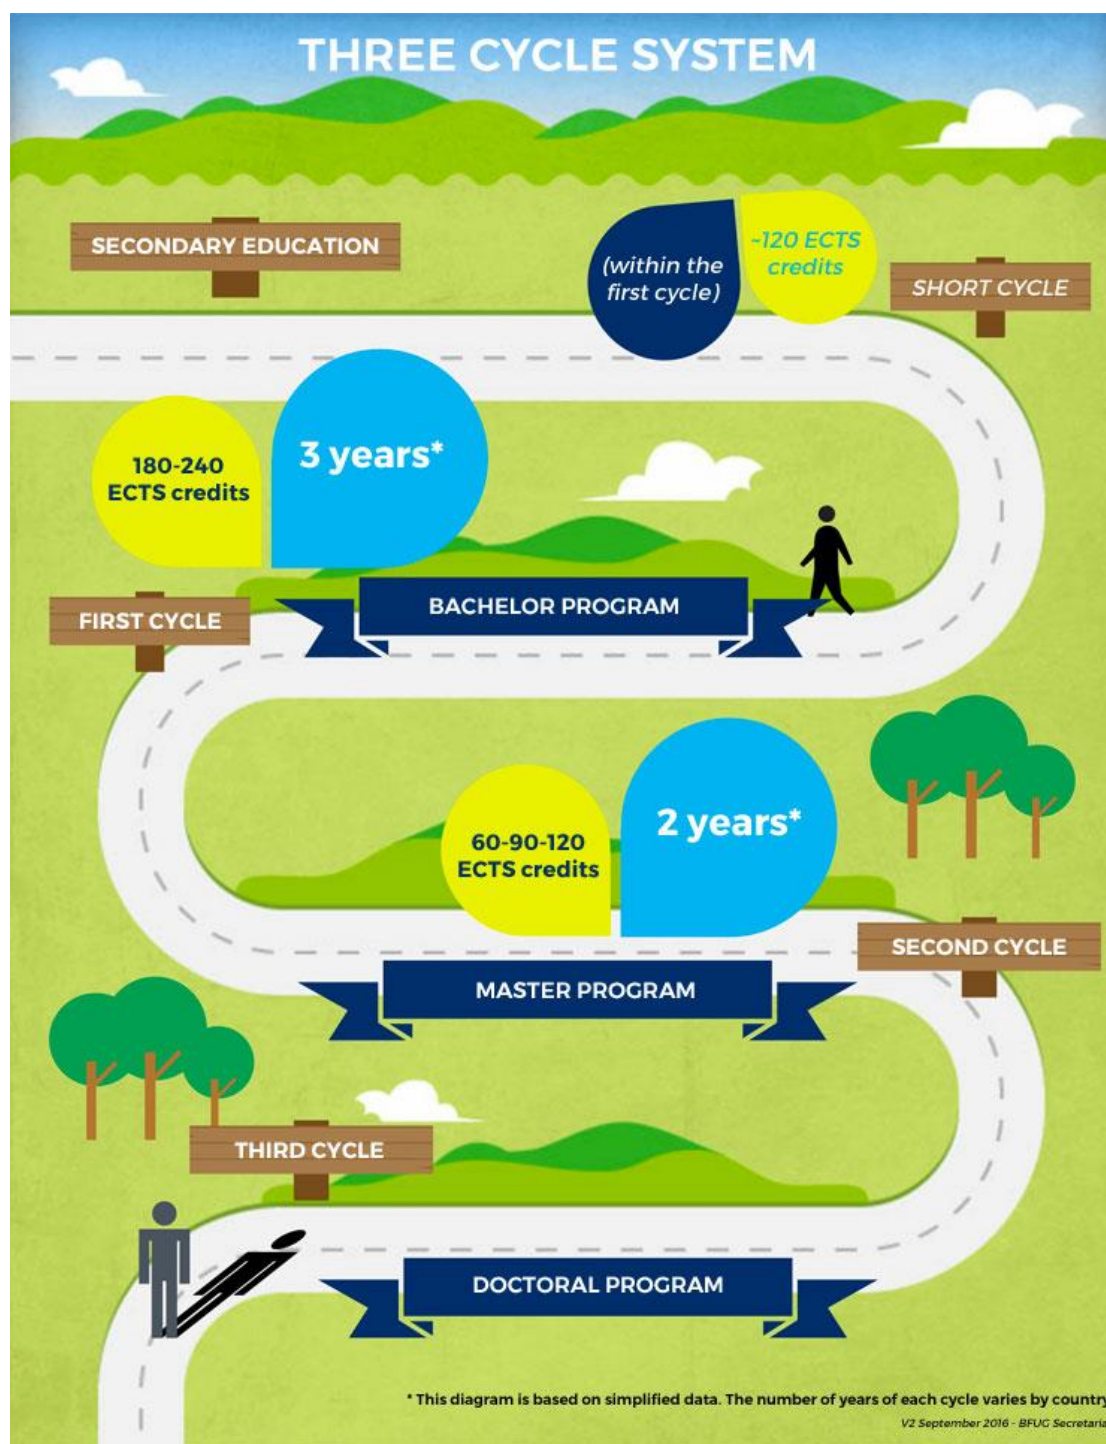 THREE CYCLE SYSTEM
SECONDARY EDUCATION
(within the
first cycle)
~120 ECTS
credits
SHORT CYCLE
180-240
ECTS credits
3 years*
BACHELOR PROGRAM
FIRST CYCLE
60-90-120
ECTS credits
2 years*
SECOND CYCLE
MASTER PROGRAM
THIRD CYCLE
DOCTORAL PROGRAM
* This diagram is based on simplified data. The number of years of each cycle varies by country
V2 September 2016 - BFUG Secretaria